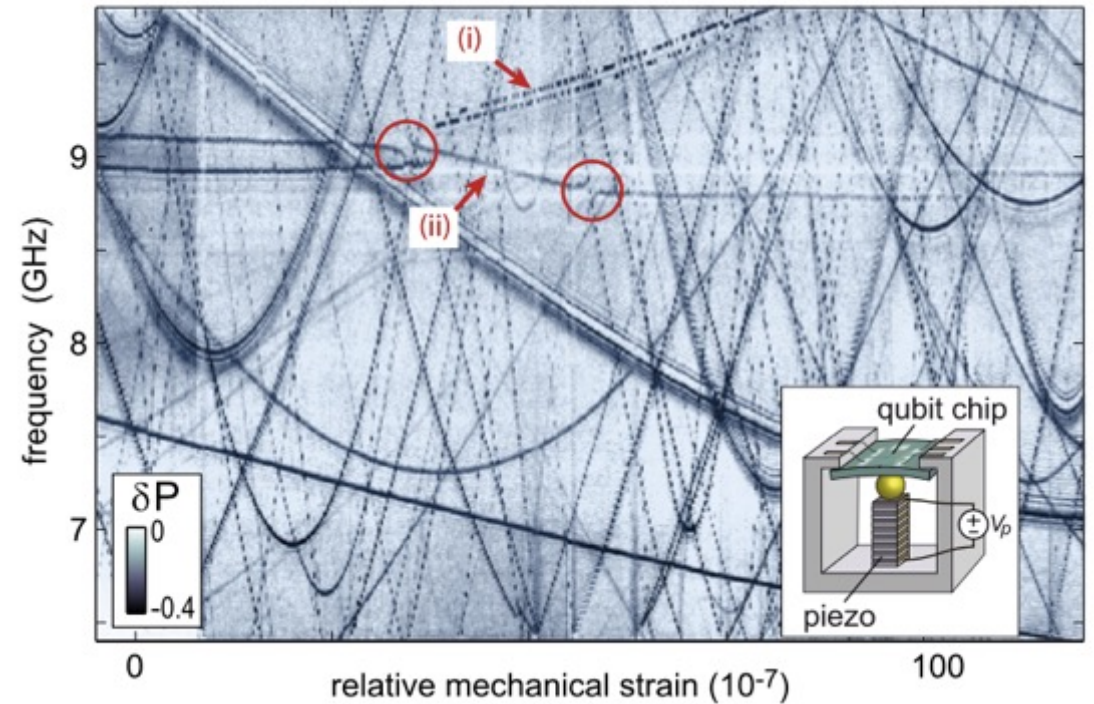 frequency (GHz)
9
8
7
(i)
(ii)
δP
0
-0.4
qubit chip
Vp
piezo
0
100
relative mechanical strain (10-7)